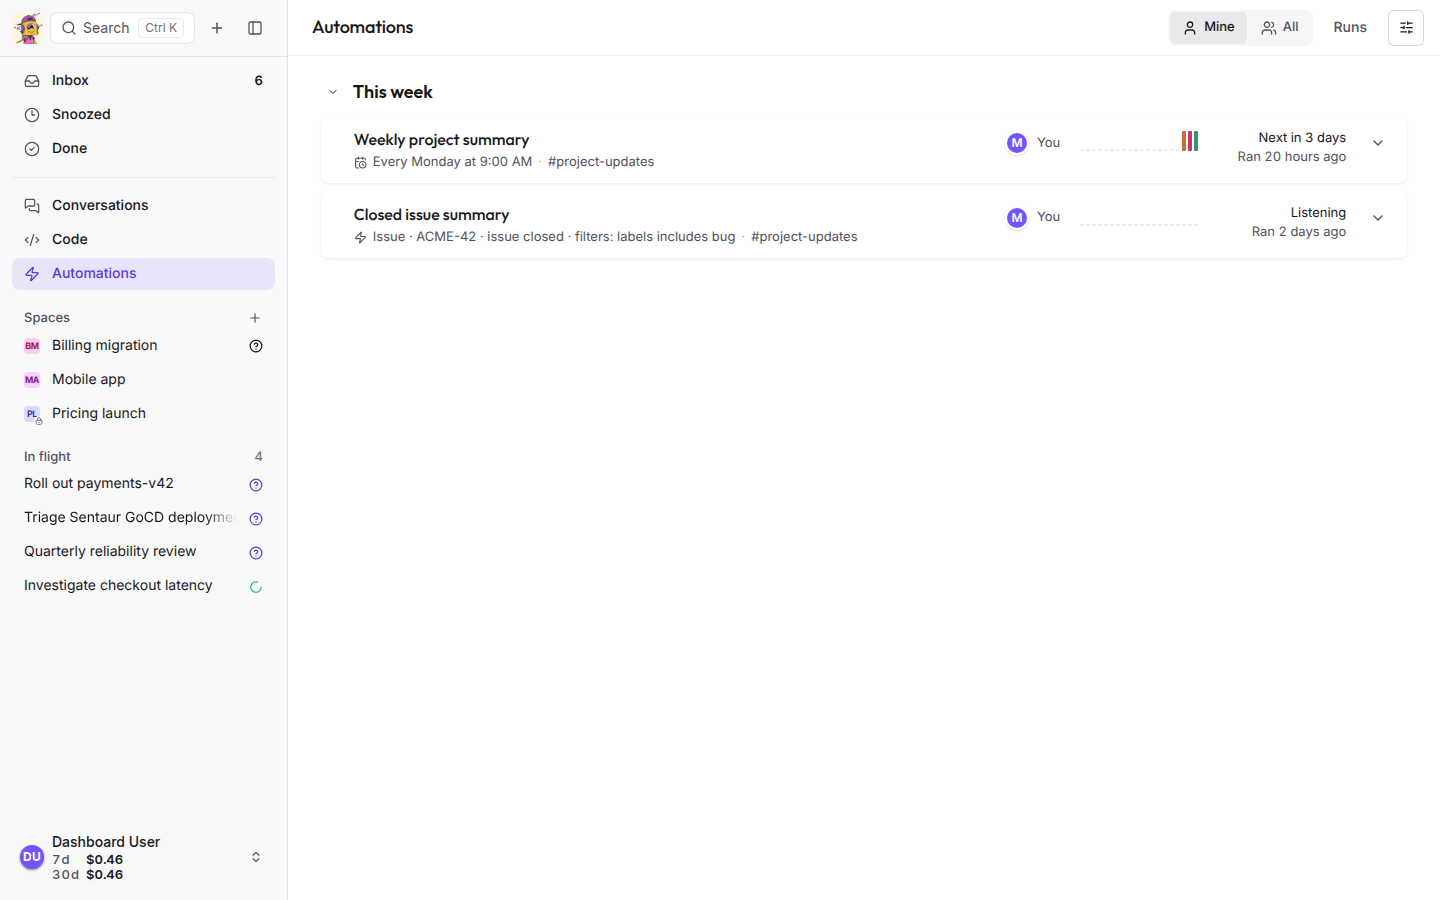 Search Ctrl K
Inbox 6
Snoozed
Done
Conversations
Code
Automations
Spaces
BM Billing migration
MA Mobile app
PL Pricing launch
In flight 4
Roll out payments-v42
Triage Sentaur GoCD deployme
Quarterly reliability review
Investigate checkout latency
DU Dashboard User
7d $0.46
30d $0.46
Automations
Mine All Runs
This week
Weekly project summary
Every Monday at 9:00 AM · #project-updates
M You
Next in 3 days
Ran 20 hours ago
Closed issue summary
Issue · ACME-42 · issue closed · filters: labels includes bug · #project-updates
M You
Listening
Ran 2 days ago